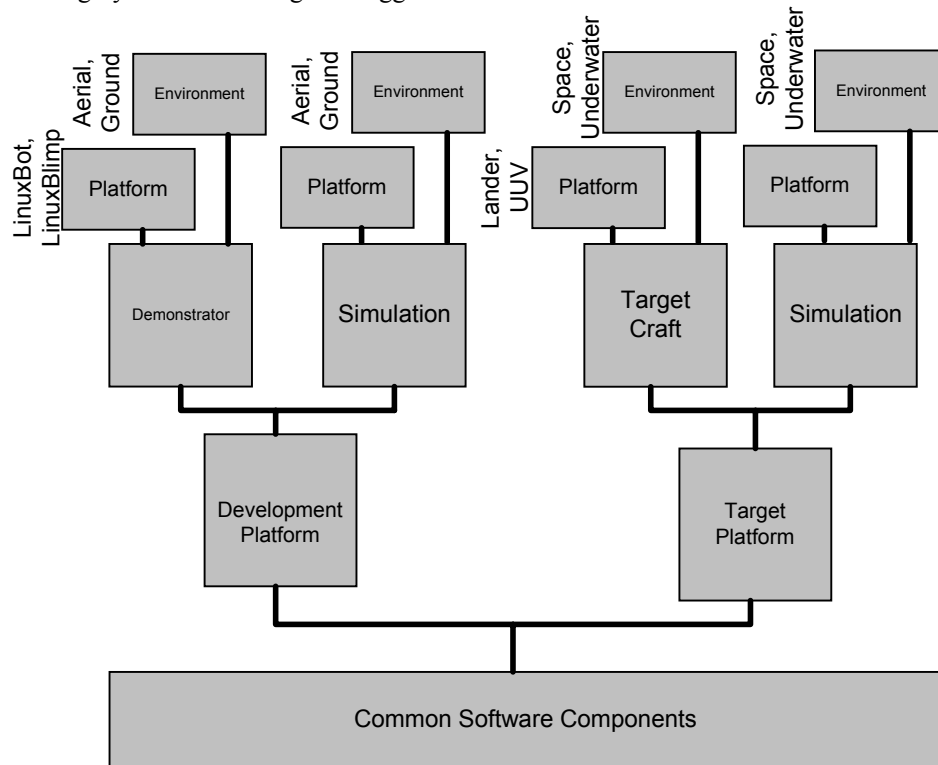 Aerial,
Ground
Environment
Aerial,
Ground
Environment
Space,
Underwater
Environment
Space,
Underwater
Environment
LinuxBot,
LinuxBlimp
Platform
Platform
Lander,
UUV
Platform
Platform
Demonstrator
Simulation
Target
Craft
Simulation
Development
Platform
Target
Platform
Common Software Components